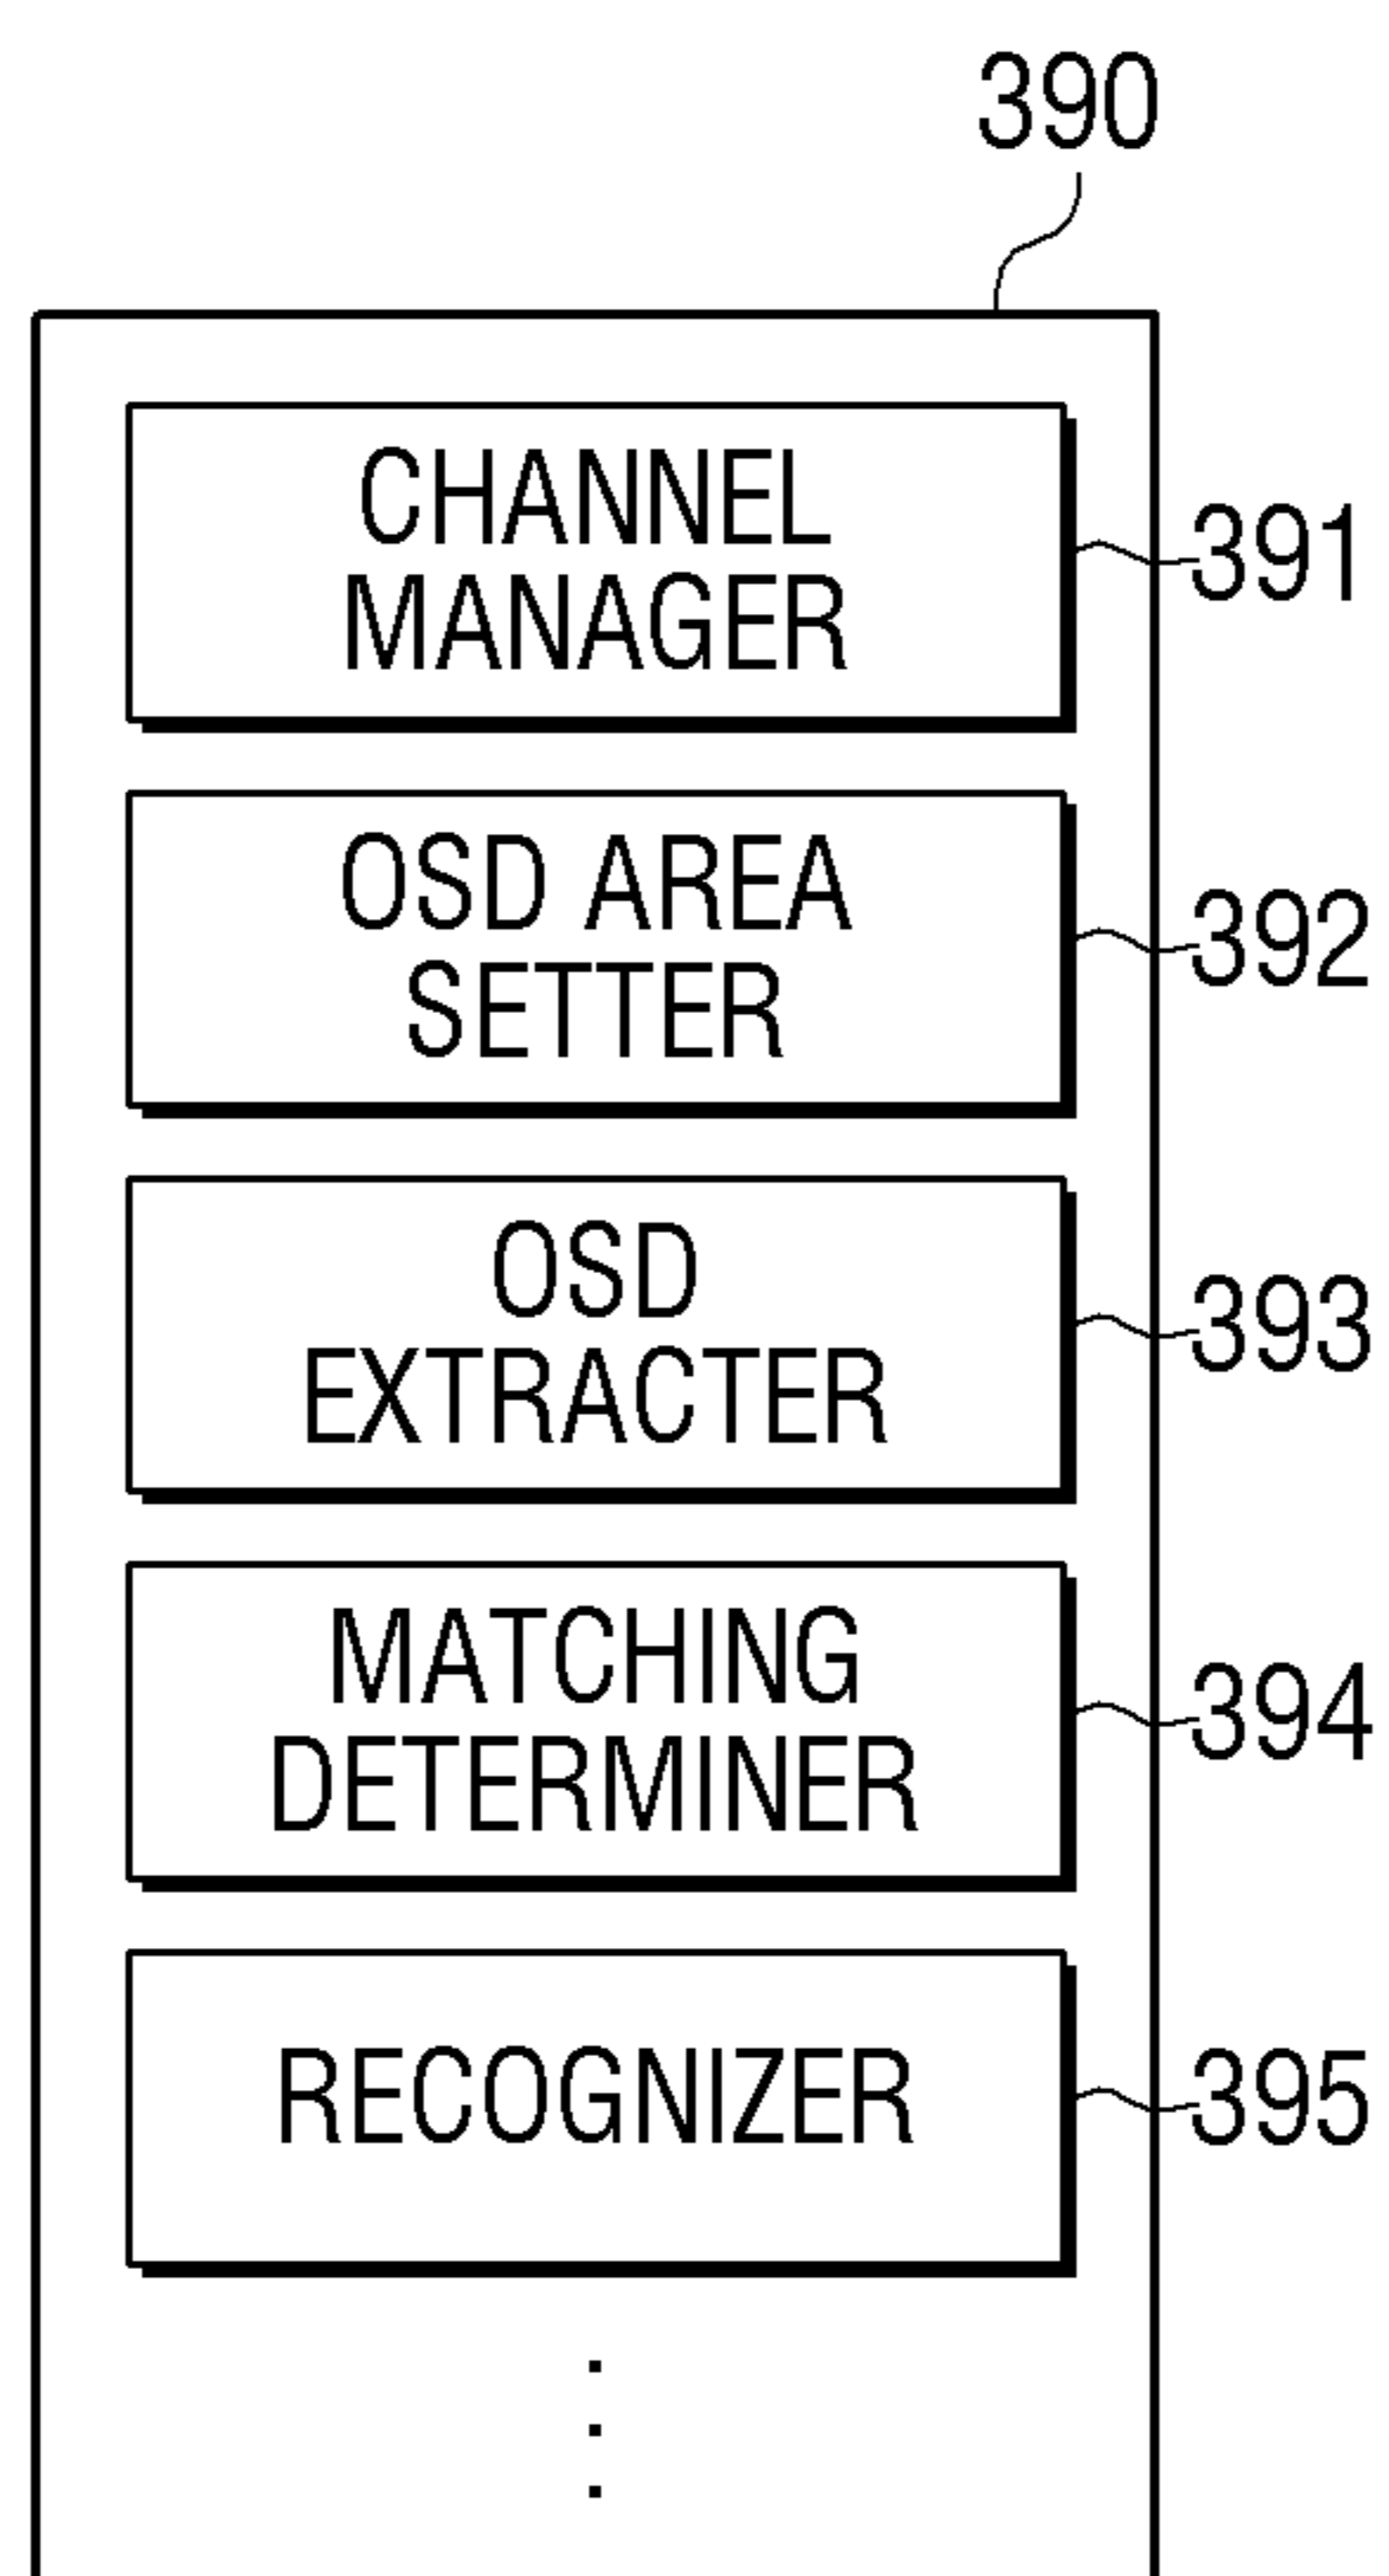 390
CHANNEL
MANAGER
391
OSD AREA
SETTER
392
OSD
EXTRACTER
393
MATCHING
DETERMINER
394
RECOGNIZER
395